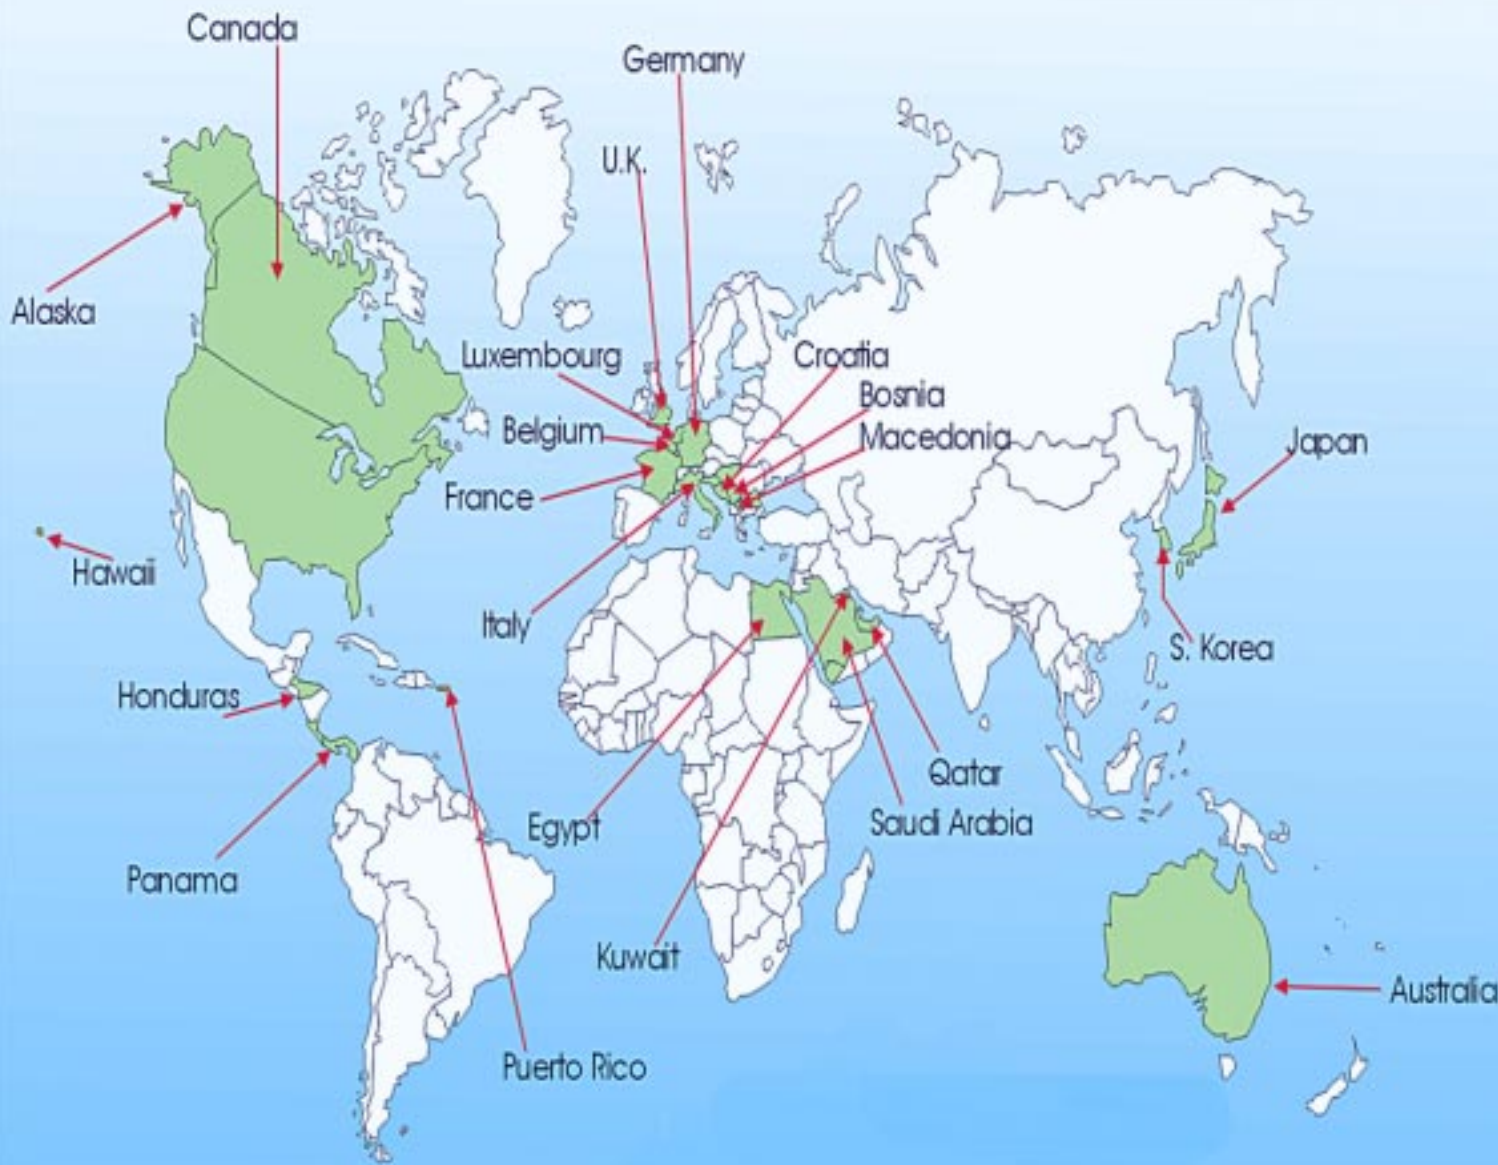 Canada
Germany
U.K.
Alaska
Luxembourg
Croatia
Bosnia
Belgium
Macedonia
Japan
France
Hawaii
Italy
S. Korea
Honduras
Qatar
Egypt
Saudi Arabia
Panama
Kuwait
Australia
Puerto Rico